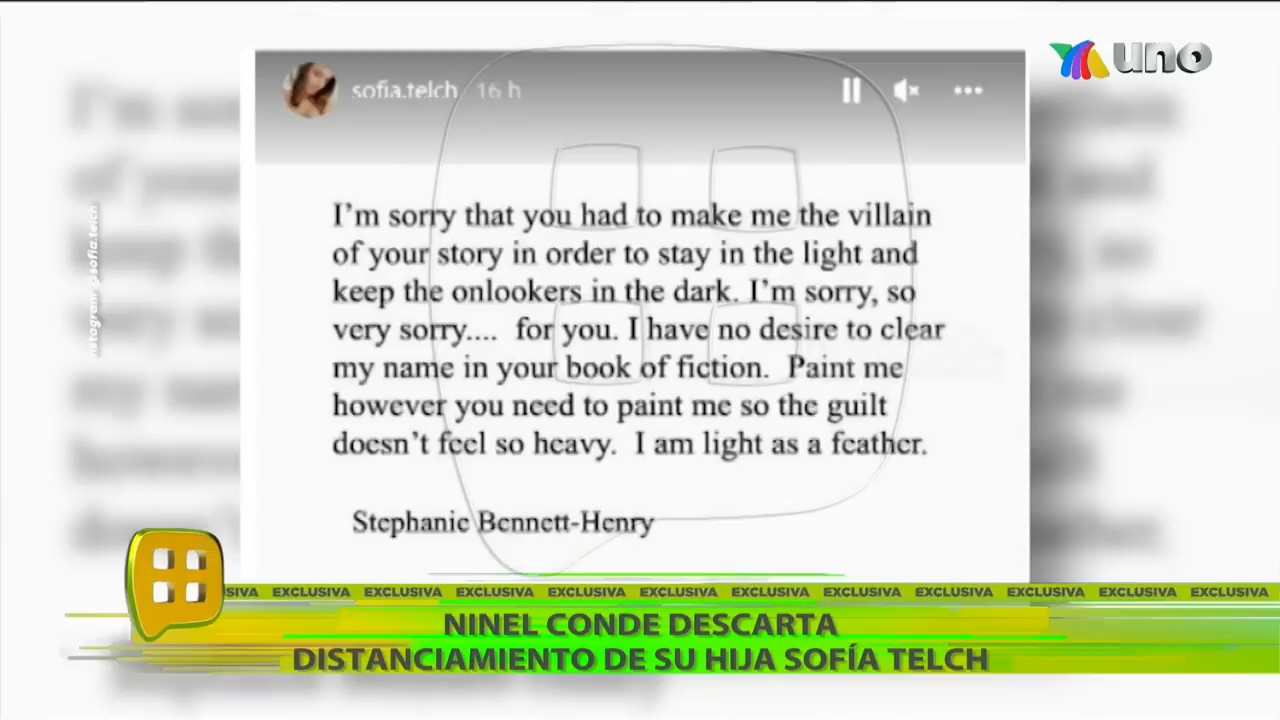 uno
sofia.telch 16 h
I'm sorry that you had to make me the villain
of your story in order to stay in the light and
keep the onlookers in the dark. I'm sorry, so
very sorry.... for you. I have no desire to clear
my name in your book of fiction. Paint me
however you need to paint me so the guilt
doesn't feel so heavy. I am light as a feather.
Stephanie Bennett-Henry
@sofia.telch
EXCLUSIVA EXCLUSIVA EXCLUSIVA EXCLUSIVA EXCLUSIVA EXCLUSIVA EXCLUSIVA EXCLUSIVA EXCLUSIVA EXCLUSIVA EXCLUSIVA
NINEL CONDE DESCARTA
DISTANCIAMIENTO DE SU HIJA SOFÍA TELCH